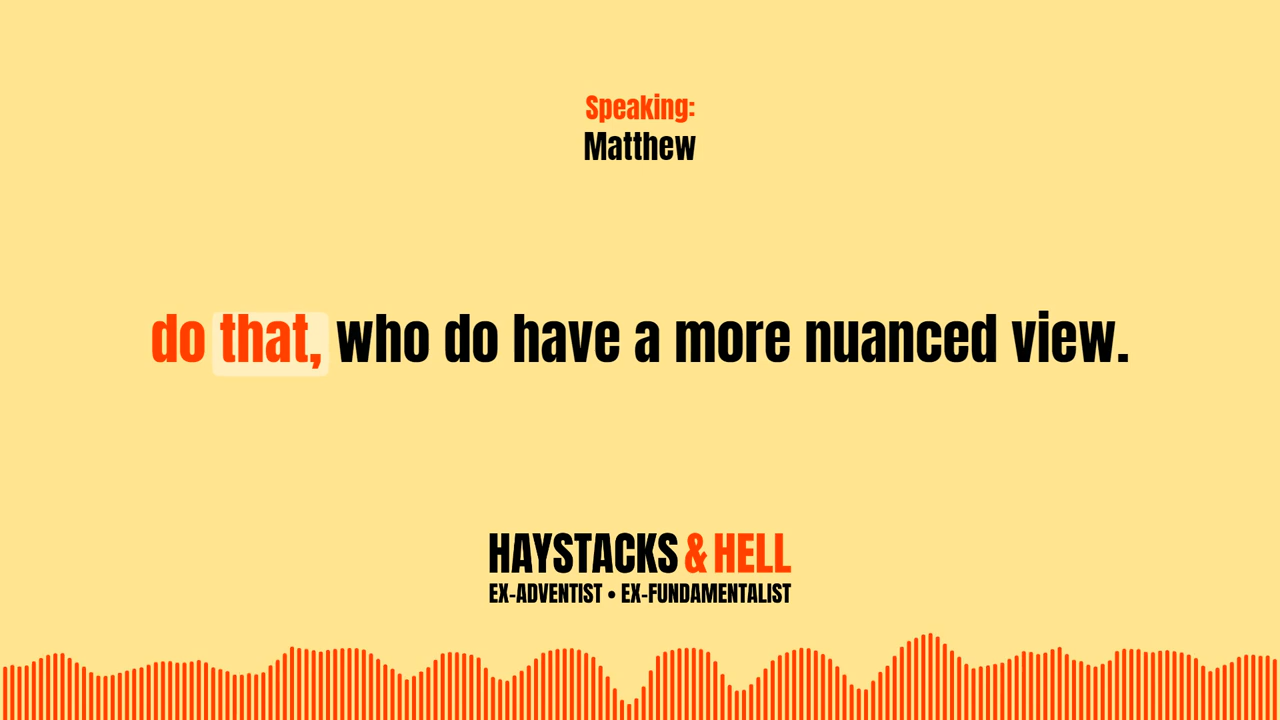 Speaking:
Matthew
do that, who do have a more nuanced view.
HAYSTACKS & HELL
EX-ADVENTIST • EX-FUNDAMENTALIST